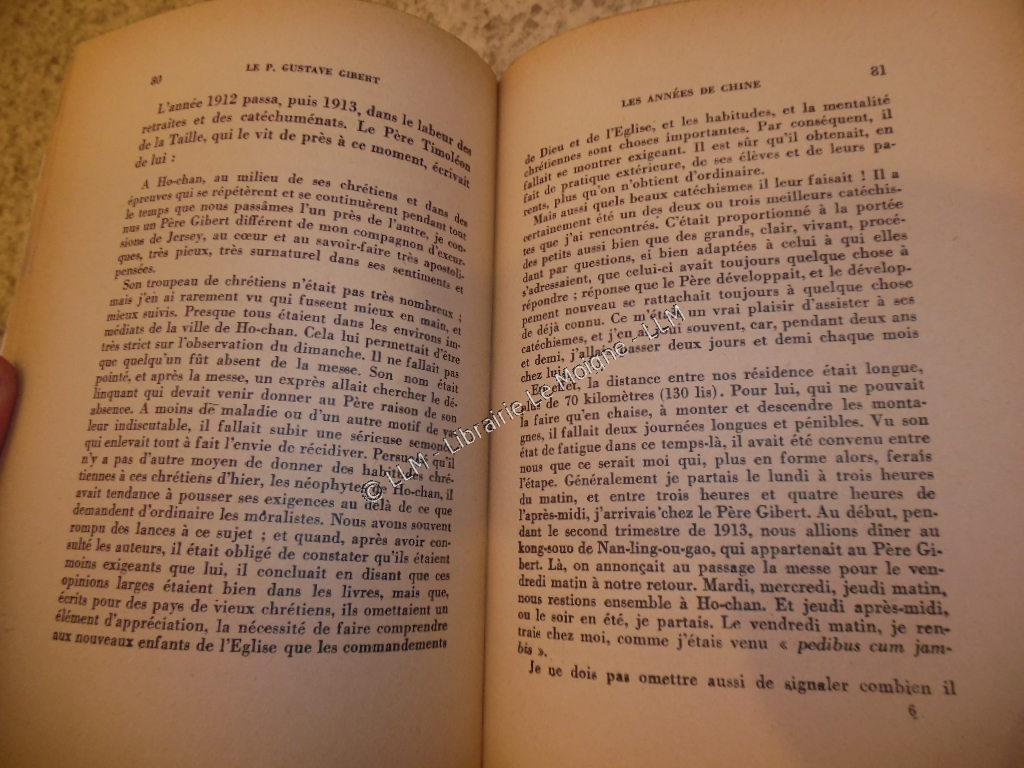 80
LE P. GUSTAVE GIBERT
L'année 1912 passa, puis 1913, dans le labeur des
retraites et des catéchuménats. Le Père Timoléon
de la Taille, qui le vit de près à ce moment, écrivait
de lui :
A Ho-chan, au milieu de ses chrétiens et dans des
épreuves qui se répétèrent et se continuèrent pendant tout
le temps que nous passâmes l'un près de l'autre, je con-
nus un Père Gibert différent de mon compagnon d'excur-
sions de Jersey, au cœur et au savoir-faire très apostoli-
ques, très pieux, très surnaturel dans ses sentiments et
pensées.
Son troupeau de chrétiens n'était pas très nombreux ;
mais j'en ai rarement vu qui fussent mieux en main, et
mieux suivis. Presque tous étaient dans les environs im-
médiats de la ville de Ho-chan. Cela lui permettait d'être
très strict sur l'observation du dimanche. Il ne fallait pas
que quelqu'un fût absent de la messe. Son nom était
pointé, et après la messe, un exprès allait chercher le dé-
linquant qui devait venir donner au Père raison de son
absence. A moins de maladie ou d'un autre motif de va-
leur indiscutable, il fallait subir une sérieuse semonce
qui enlevait tout à fait l'envie de récidiver. Persuadé qu'il
n'y a pas d'autre moyen de donner des habitudes chré-
tiennes à ces chrétiens d'hier, les néophytes de Ho-chan, il
avait tendance à pousser ses exigences au delà de ce que
demandent d'ordinaire les moralistes. Nous avons souvent
rompu des lances à ce sujet ; et quand, après avoir con-
sulté les auteurs, il était obligé de constater qu'ils étaient
moins exigeants que lui, il concluait en disant que ces
opinions larges étaient bien dans les livres, mais que,
écrits pour des pays de vieux chrétiens, ils omettaient un
élément d'appréciation, la nécessité de faire comprendre
aux nouveaux enfants de l'Eglise que les commandements
LES ANNÉES DE CHINE
81
de Dieu et de l'Eglise, et les habitudes, et la mentalité
chrétiennes sont choses importantes. Par conséquent, il
fallait se montrer exigeant. Il est sûr qu'il obtenait, en
fait de pratique extérieure, de ses élèves et de leurs pa-
rents, plus qu'on n'obtient d'ordinaire.
Mais aussi quels beaux catéchismes il leur faisait ! Il a
certainement été un des deux ou trois meilleurs catéchis-
tes que j'ai rencontrés. C'était proportionné à la portée
des petits aussi bien que des grands, clair, vivant, procé-
dant par questions, si bien adaptées à celui à qui elles
s'adressaient, que celui-ci avait toujours quelque chose à
répondre ; réponse que le Père développait, et le dévelop-
pement nouveau se rattachait toujours à quelque chose
de déjà connu. Ce m'était un vrai plaisir d'assister à ses
catéchismes, et j'en ai joui souvent, car, pendant deux ans
et demi, j'allais passer deux jours et demi chaque mois
chez lui.
En effet, la distance entre nos résidence était longue,
plus de 70 kilomètres (130 lis). Pour lui, qui ne pouvait
la faire qu'en chaise, à monter et descendre les monta-
gnes, il fallait deux journées longues et pénibles. Vu son
état de fatigue dans ce temps-là, il avait été convenu entre
nous que ce serait moi qui, plus en forme alors, ferais
l'étape. Généralement je partais le lundi à trois heures
du matin, et entre trois heures et quatre heures de
l'après-midi, j'arrivais chez le Père Gibert. Au début, pen-
dant le second trimestre de 1913, nous allions dîner au
kong-souo de Nan-ling-ou-gao, qui appartenait au Père Gi-
bert. Là, on annonçait au passage la messe pour le ven-
dredi matin à notre retour. Mardi, mercredi, jeudi matin,
nous restions ensemble à Ho-chan. Et jeudi après-midi,
ou le soir en été, je partais. Le vendredi matin, je ren-
trais chez moi, comme j'étais venu « pedibus cum jam-
bis ».
Je ne dois pas omettre aussi de signaler combien il
6
© LLM - Librairie Le Moigne - LLM